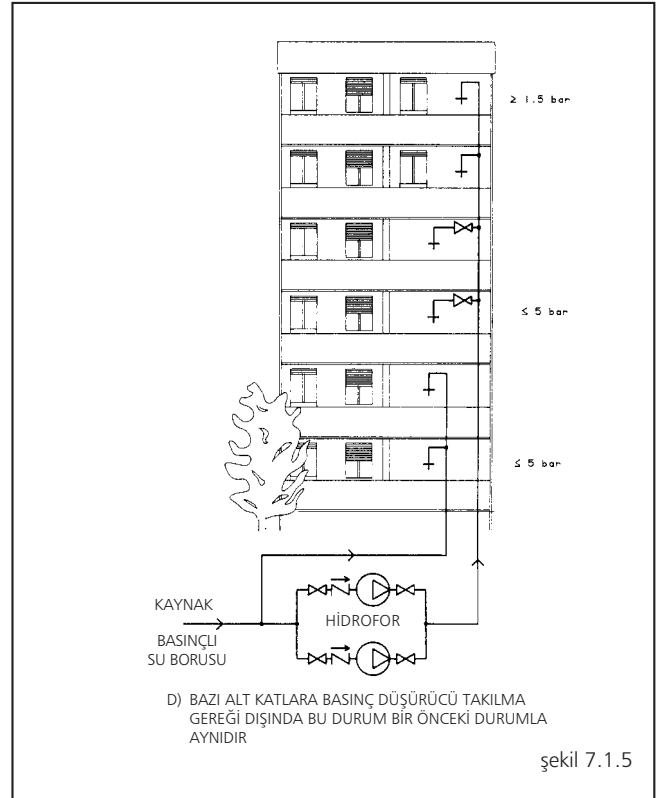 ≥ 1.5 bar
≤ 5 bar
≤ 5 bar
KAYNAK
BASINÇLI
SU BORUSU
HİDROFOR
D) BAZI ALT KATLARA BASINÇ DÜŞÜRÜCÜ TAKILMA
GEREĞİ DIŞINDA BU DURUM BİR ÖNCEKİ DURUMLA
AYNIDIR
şekil 7.1.5